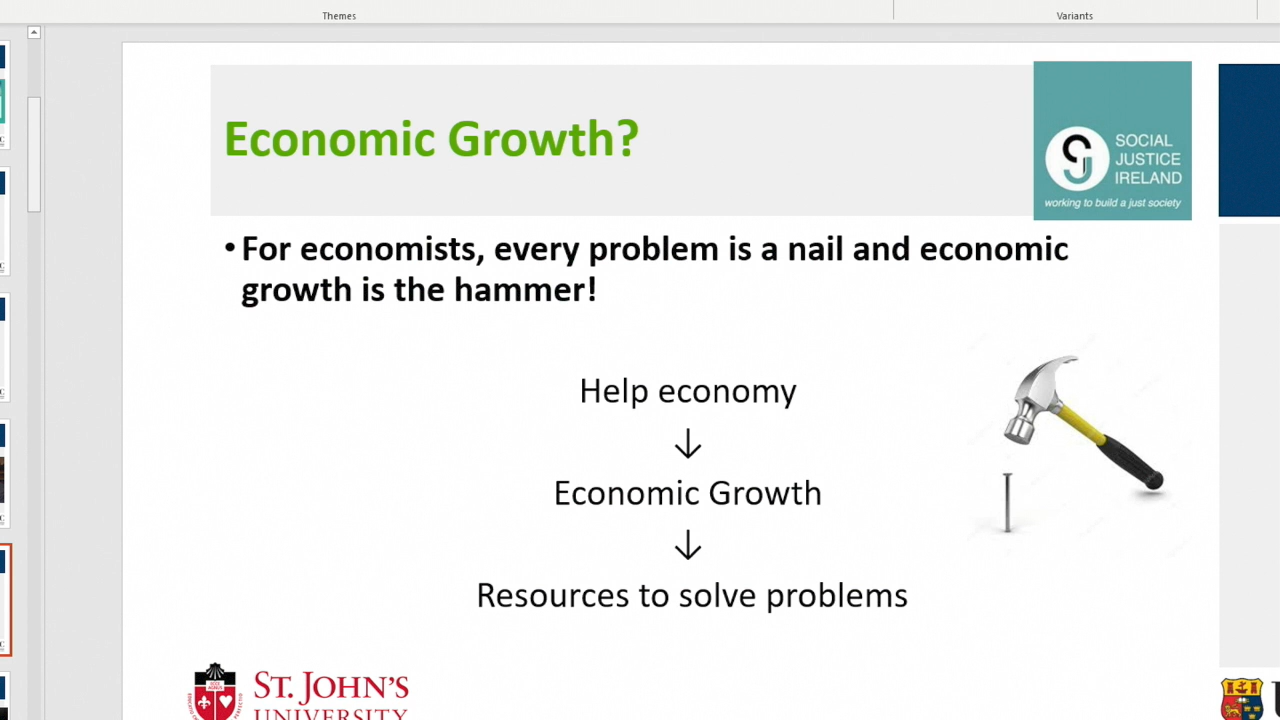 Themes
Variants
Economic Growth?
SOCIAL
JUSTICE
IRELAND
working to build a just society
• For economists, every problem is a nail and economic
growth is the hammer!
Help economy
↓
Economic Growth
↓
Resources to solve problems
ST. JOHN'S
UNIVERSITY